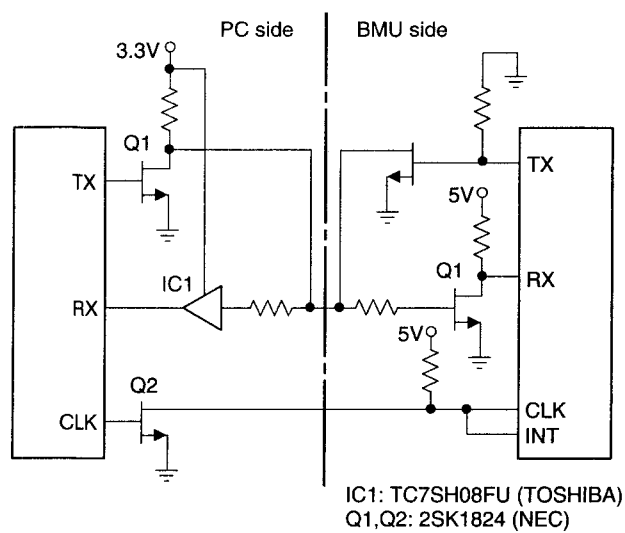 PC side
BMU side
3.3V
Q1
TX
TX
5V
Q1
IC1
RX
RX
5V
Q2
CLK
CLK
INT
IC1: TC7SH08FU (TOSHIBA)
Q1,Q2: 2SK1824 (NEC)